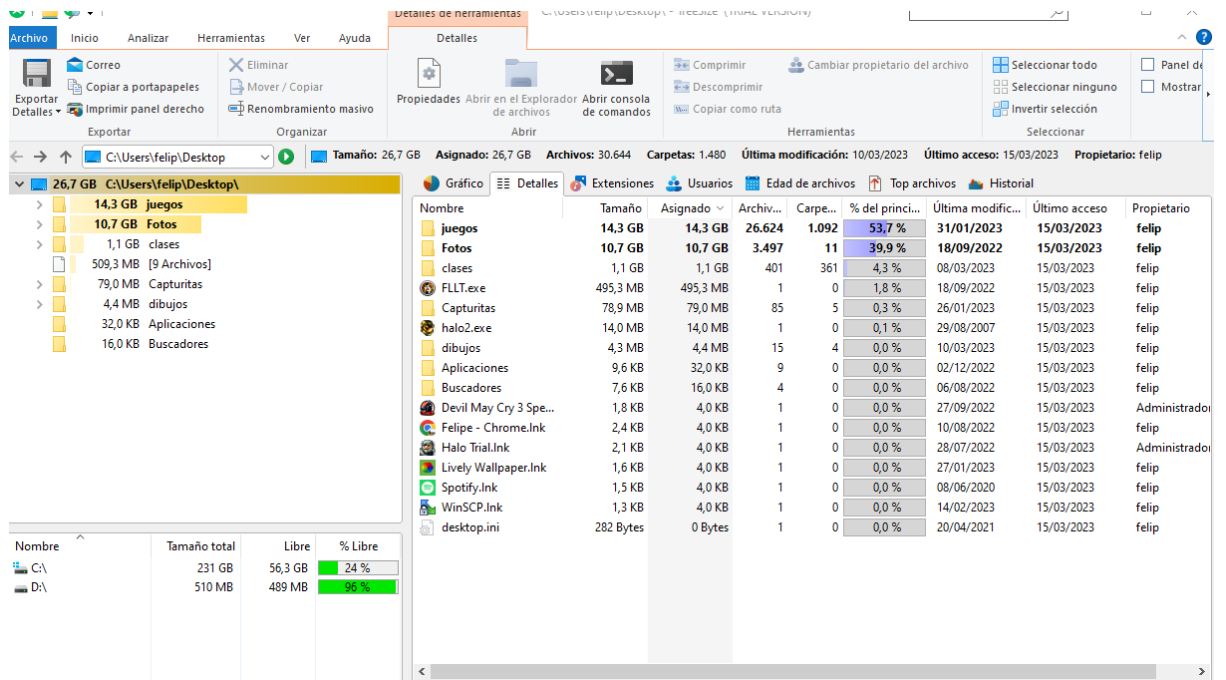 Detalles de herramientas C:\Users\felip\Desktop\ - TreeSize (TRIAL VERSION)
Archivo Inicio Analizar Herramientas Ver Ayuda Detalles
Correo Eliminar Comprimir Cambiar propietario del archivo Seleccionar todo Panel de
Copiar a portapapeles Mover / Copiar Descomprimir Seleccionar ninguno Mostrar
Exportar Detalles Imprimir panel derecho Renombramiento masivo Propiedades Abrir en el Explorador de archivos Abrir consola de comandos Copiar como ruta Invertir selección
Exportar Organizar Abrir Herramientas Seleccionar
C:\Users\felip\Desktop Tamaño: 26,7 GB Asignado: 26,7 GB Archivos: 30.644 Carpetas: 1.480 Última modificación: 10/03/2023 Último acceso: 15/03/2023 Propietario: felip
26,7 GB C:\Users\felip\Desktop\
14,3 GB juegos
10,7 GB Fotos
1,1 GB clases
509,3 MB [9 Archivos]
79,0 MB Capturitas
4,4 MB dibujos
32,0 KB Aplicaciones
16,0 KB Buscadores
Nombre Tamaño total Libre % Libre
C:\ 231 GB 56,3 GB 24 %
D:\ 510 MB 489 MB 96 %
Gráfico Detalles Extensiones Usuarios Edad de archivos Top archivos Historial
Nombre Tamaño Asignado Archiv... Carpe... % del princi... Última modific... Último acceso Propietario
juegos 14,3 GB 14,3 GB 26.624 1.092 53,7 % 31/01/2023 15/03/2023 felip
Fotos 10,7 GB 10,7 GB 3.497 11 39,9 % 18/09/2022 15/03/2023 felip
clases 1,1 GB 1,1 GB 401 361 4,3 % 08/03/2023 15/03/2023 felip
FLLT.exe 495,3 MB 495,3 MB 1 0 1,8 % 18/09/2022 15/03/2023 felip
Capturitas 78,9 MB 79,0 MB 85 5 0,3 % 26/01/2023 15/03/2023 felip
halo2.exe 14,0 MB 14,0 MB 1 0 0,1 % 29/08/2007 15/03/2023 felip
dibujos 4,3 MB 4,4 MB 15 4 0,0 % 10/03/2023 15/03/2023 felip
Aplicaciones 9,6 KB 32,0 KB 9 0 0,0 % 02/12/2022 15/03/2023 felip
Buscadores 7,6 KB 16,0 KB 4 0 0,0 % 06/08/2022 15/03/2023 felip
Devil May Cry 3 Spe... 1,8 KB 4,0 KB 1 0 0,0 % 27/09/2022 15/03/2023 Administrador
Felipe - Chrome.lnk 2,4 KB 4,0 KB 1 0 0,0 % 10/08/2022 15/03/2023 felip
Halo Trial.lnk 2,1 KB 4,0 KB 1 0 0,0 % 28/07/2022 15/03/2023 Administrador
Lively Wallpaper.lnk 1,6 KB 4,0 KB 1 0 0,0 % 27/01/2023 15/03/2023 felip
Spotify.lnk 1,5 KB 4,0 KB 1 0 0,0 % 08/06/2020 15/03/2023 felip
WinSCP.lnk 1,3 KB 4,0 KB 1 0 0,0 % 14/02/2023 15/03/2023 felip
desktop.ini 282 Bytes 0 Bytes 1 0 0,0 % 20/04/2021 15/03/2023 felip